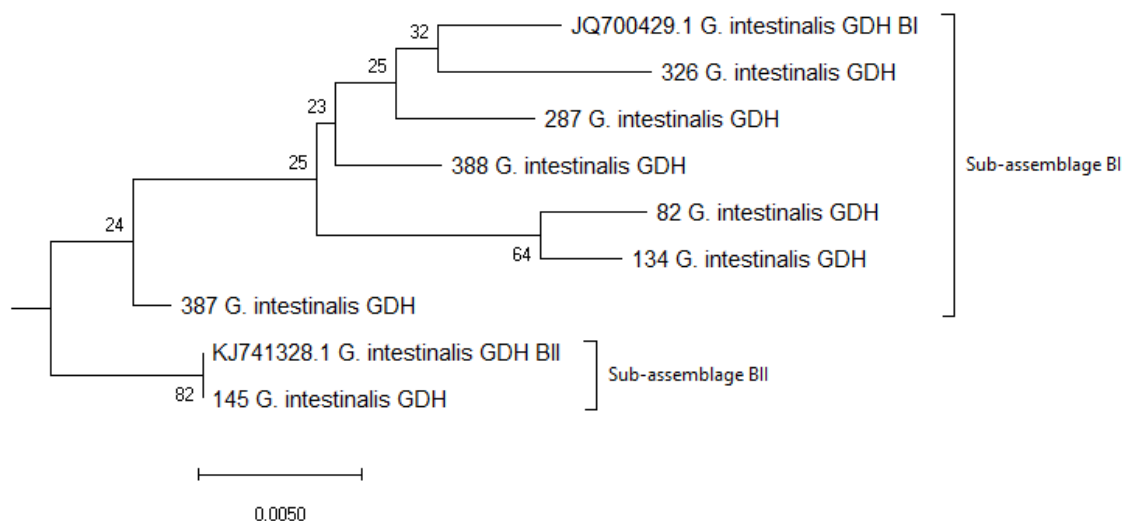 JQ700429.1 G. intestinalis GDH BI
32
326 G. intestinalis GDH
25
287 G. intestinalis GDH
23
388 G. intestinalis GDH
25
Sub-assemblage BI
82 G. intestinalis GDH
24
64
134 G. intestinalis GDH
387 G. intestinalis GDH
KJ741328.1 G. intestinalis GDH BII
Sub-assemblage BII
82
145 G. intestinalis GDH
0.0050